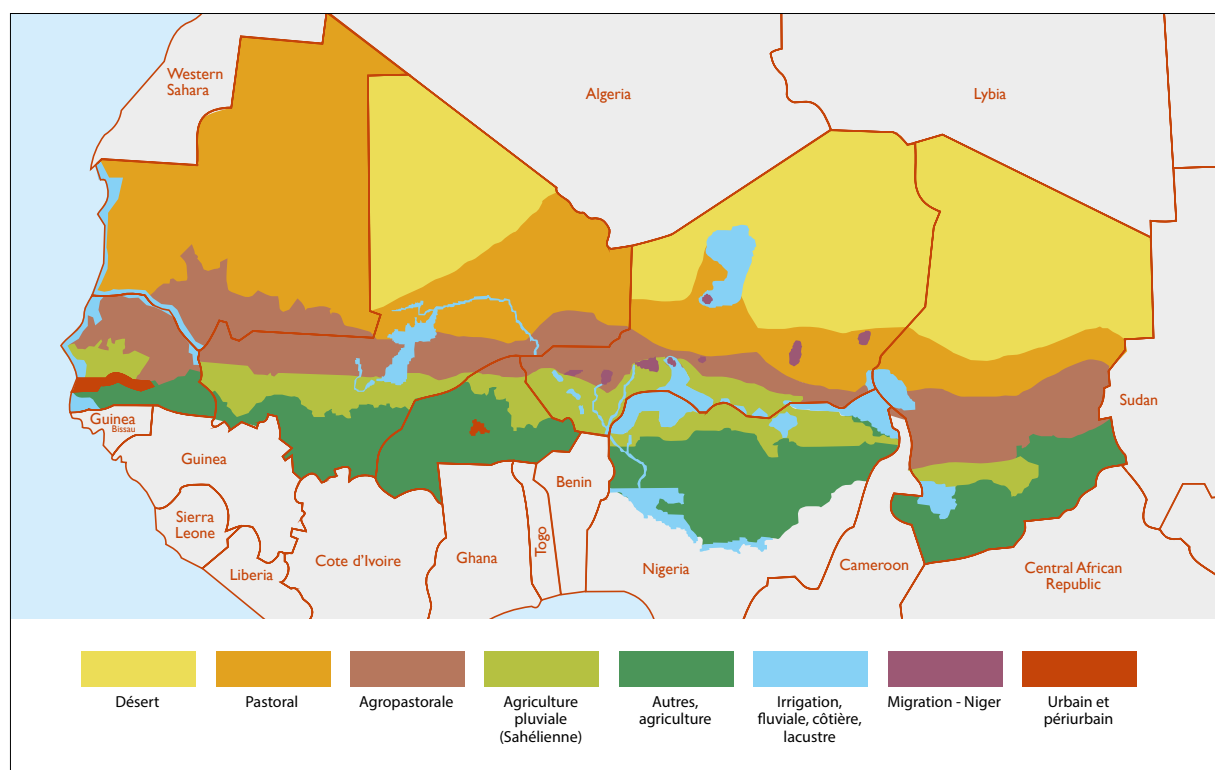 Western
Sahara
Algeria
Lybia
Sudan
Guinea
Bissau
Guinea
Sierra
Leone
Liberia
Cote d'Ivoire
Ghana
Togo
Benin
Nigeria
Cameroon
Central African
Republic
Désert
Pastoral
Agropastorale
Agriculture
pluviale
(Sahélienne)
Autres,
agriculture
Irrigation,
fluviale, côtière,
lacustre
Migration - Niger
Urbain et
périurbain